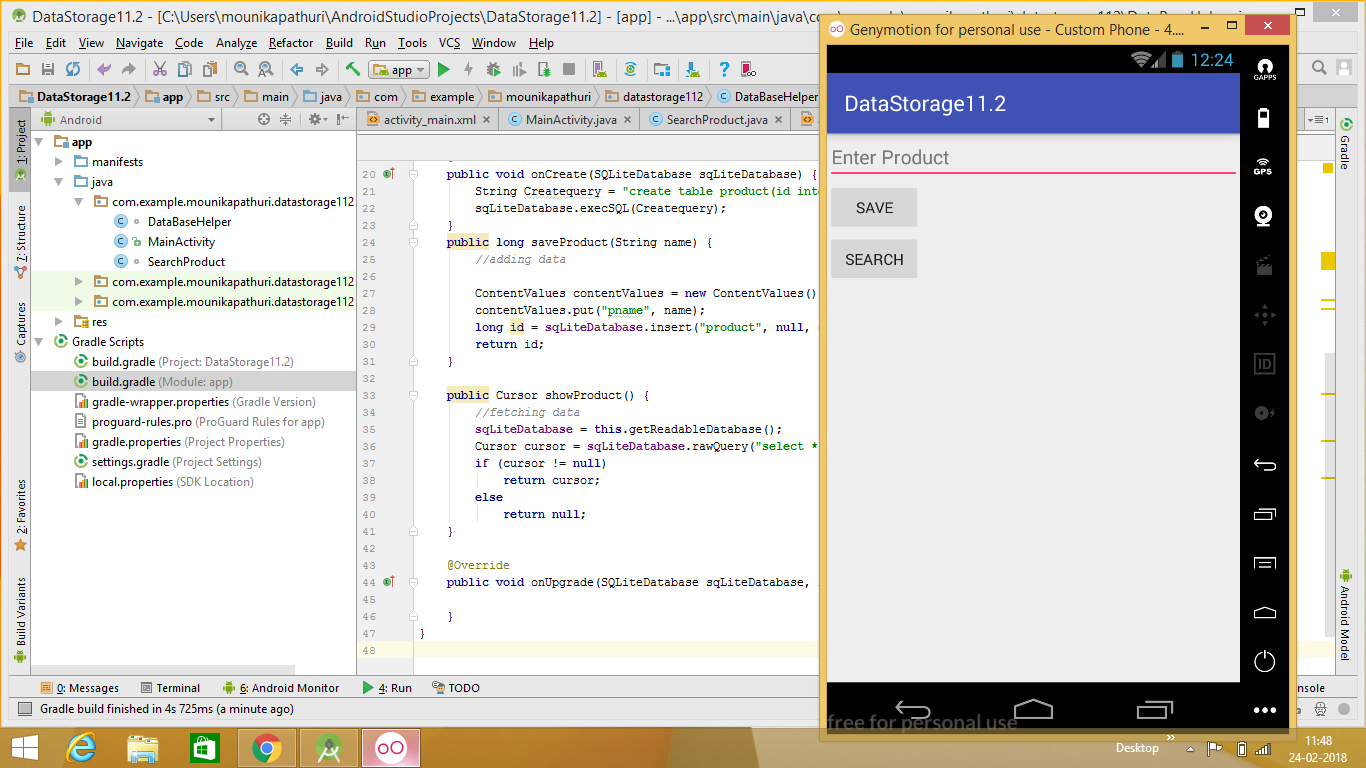 DataStorage11.2 - [C:\Users\mounikapathuri\AndroidStudioProjects\DataStorage11.2] - [app] - ...\app\src\main\java\
File Edit View Navigate Code Analyze Refactor Build Run Tools VCS Window Help
app
DataStorage11.2 app src main java com example mounikapathuri datastorage112 DataBaseHelper
Android
activity_main.xml MainActivity.java SearchProduct.java
1: Project
7: Structure
Captures
2: Favorites
Build Variants
app
manifests
java
com.example.mounikapathuri.datastorage112
DataBaseHelper
MainActivity
SearchProduct
com.example.mounikapathuri.datastorage112
com.example.mounikapathuri.datastorage112
res
Gradle Scripts
build.gradle (Project: DataStorage11.2)
build.gradle (Module: app)
gradle-wrapper.properties (Gradle Version)
proguard-rules.pro (ProGuard Rules for app)
gradle.properties (Project Properties)
settings.gradle (Project Settings)
local.properties (SDK Location)
20 public void onCreate(SQLiteDatabase sqLiteDatabase) {
21 String Createquery = "create table product(id int
22 sqLiteDatabase.execSQL(Createquery);
23 }
24 public long saveProduct(String name) {
25 //adding data
26
27 ContentValues contentValues = new ContentValues()
28 contentValues.put("pname", name);
29 long id = sqLiteDatabase.insert("product", null,
30 return id;
31 }
32
33 public Cursor showProduct() {
34 //fetching data
35 sqLiteDatabase = this.getReadableDatabase();
36 Cursor cursor = sqLiteDatabase.rawQuery("select *
37 if (cursor != null)
38 return cursor;
39 else
40 return null;
41 }
42
43 @Override
44 public void onUpgrade(SQLiteDatabase sqLiteDatabase,
45
46 }
47 }
48
Genymotion for personal use - Custom Phone - 4....
12:24
DataStorage11.2
Enter Product
SAVE
SEARCH
free for personal use
GAPPS
GPS
ID
Gradle
Android Model
0: Messages Terminal 6: Android Monitor 4: Run TODO
nsole
Gradle build finished in 4s 725ms (a minute ago)
Desktop
11:48
24-02-2018